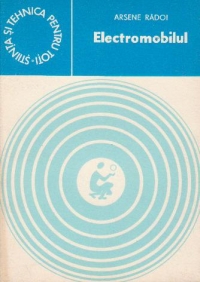 ARSENE RĂDOI
Electromobilul
ȘTIINȚA ȘI TEHNICA PENTRU TOȚI